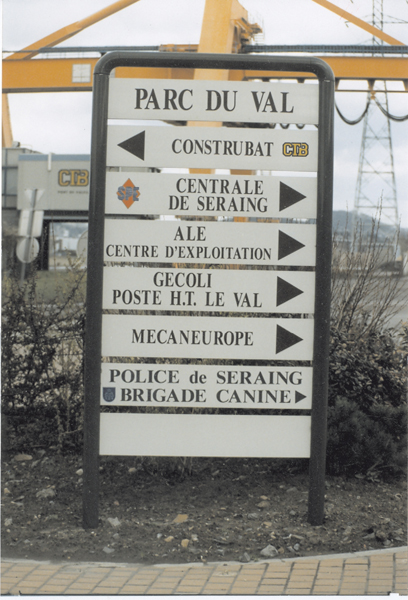 PARC DU VAL
CONSTRUBAT CTB
CENTRALE
DE SERAING
ALE
CENTRE D'EXPLOITATION
GECOLI
POSTE H.T. LE VAL
MECANEUROPE
POLICE de SERAING
BRIGADE CANINE
CTB